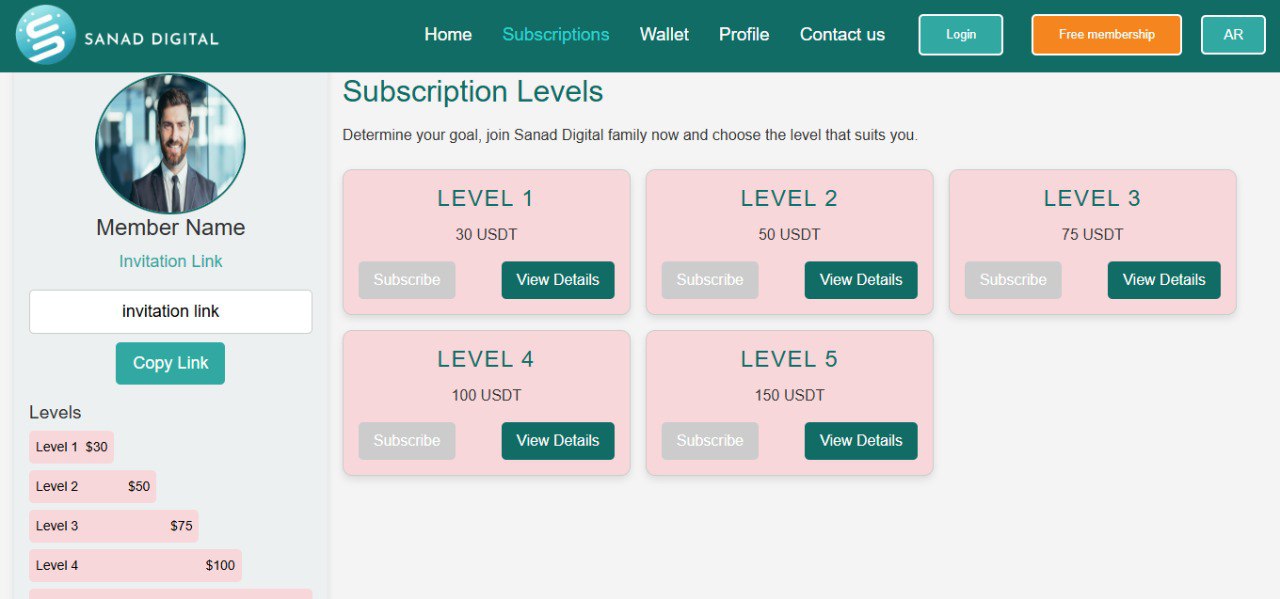 SANAD DIGITAL
Home Subscriptions Wallet Profile Contact us Login Free membership AR
Member Name
Invitation Link
invitation link
Copy Link
Levels
Level 1 $30
Level 2 $50
Level 3 $75
Level 4 $100
Subscription Levels
Determine your goal, join Sanad Digital family now and choose the level that suits you.
LEVEL 1
30 USDT
Subscribe View Details
LEVEL 2
50 USDT
Subscribe View Details
LEVEL 3
75 USDT
Subscribe View Details
LEVEL 4
100 USDT
Subscribe View Details
LEVEL 5
150 USDT
Subscribe View Details